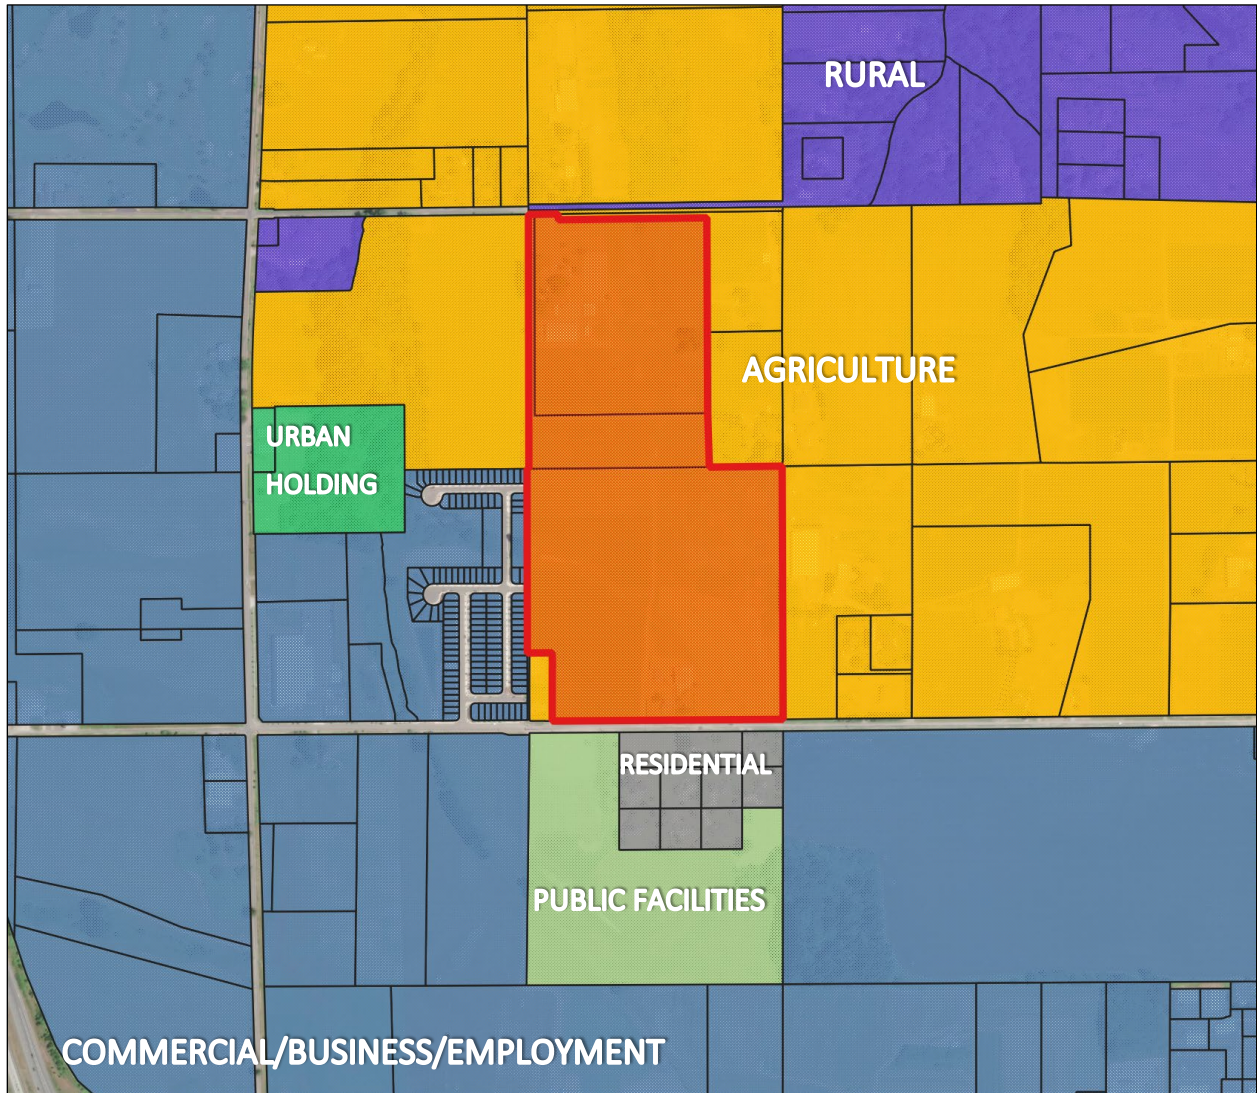 RURAL
AGRICULTURE
URBAN
HOLDING
RESIDENTIAL
PUBLIC FACILITIES
COMMERCIAL/BUSINESS/EMPLOYMENT